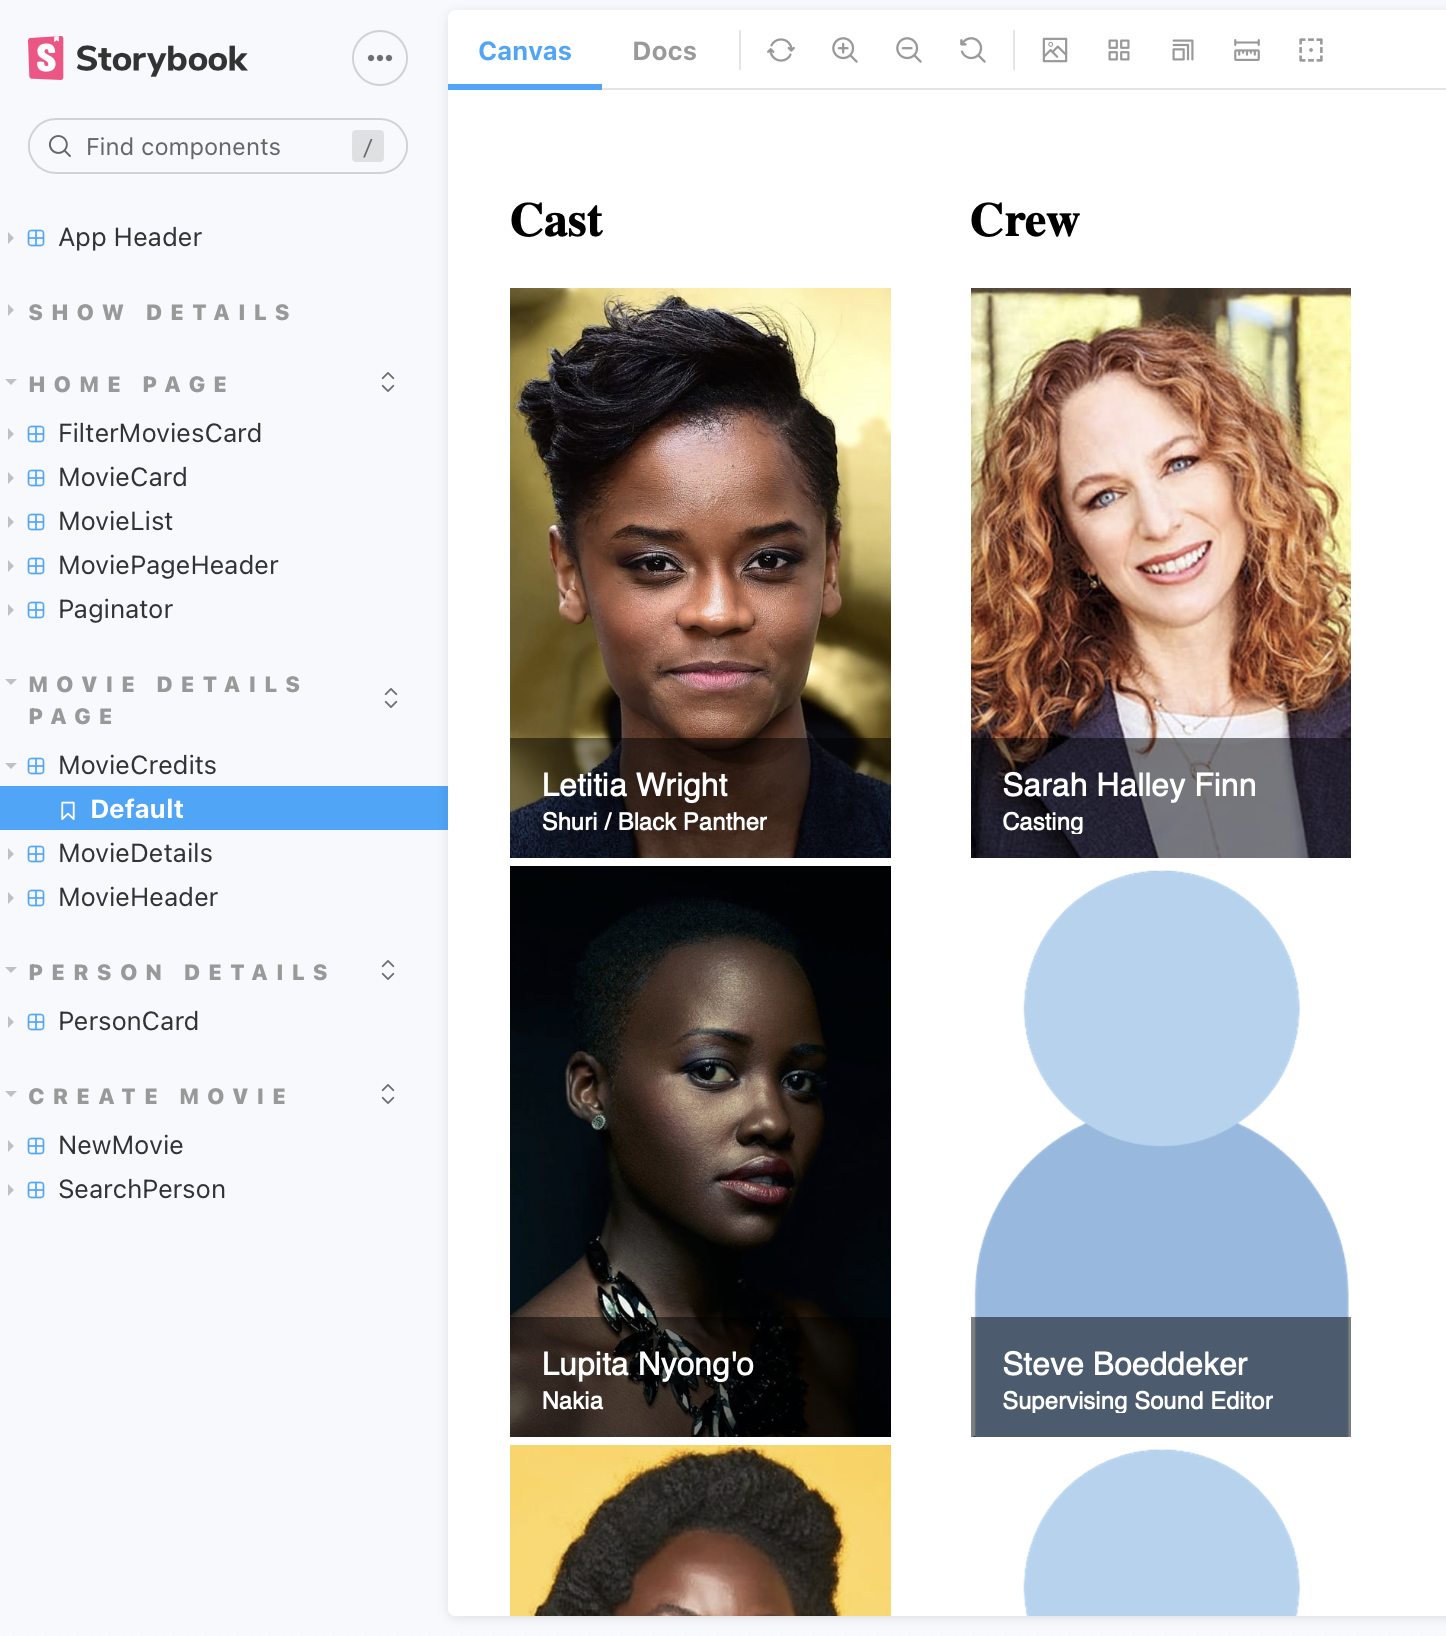 Storybook
Find components
/
App Header
SHOW DETAILS
HOME PAGE
FilterMoviesCard
MovieCard
MovieList
MoviePageHeader
Paginator
MOVIE DETAILS
PAGE
MovieCredits
Default
MovieDetails
MovieHeader
PERSON DETAILS
PersonCard
CREATE MOVIE
NewMovie
SearchPerson
Canvas
Docs
Cast
Letitia Wright
Shuri / Black Panther
Lupita Nyong'o
Nakia
Crew
Sarah Halley Finn
Casting
Steve Boeddeker
Supervising Sound Editor